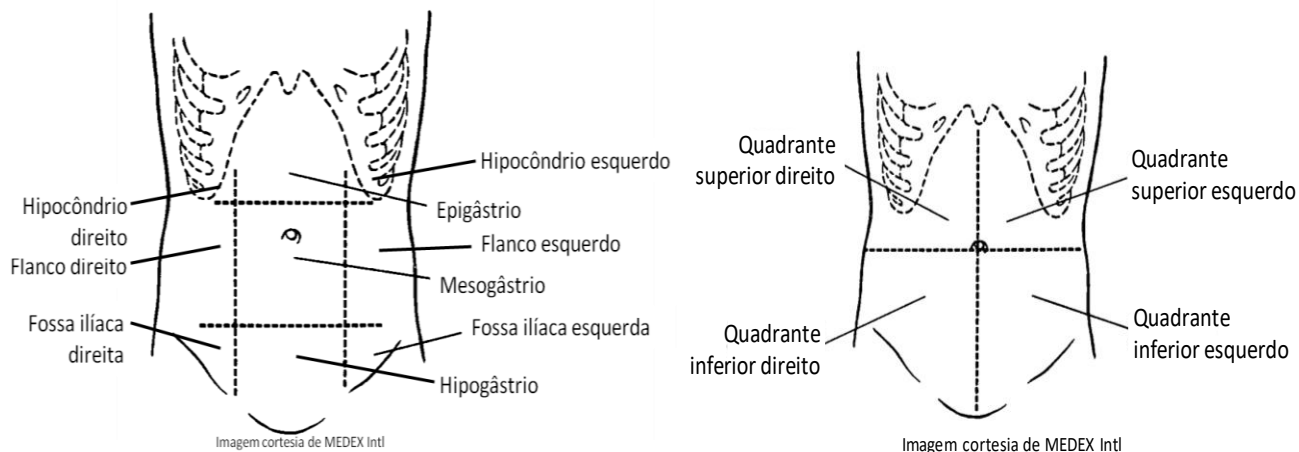 Hipocôndrio esquerdo
Epigâstrio
Hipocôndrio
direito
Flanco esquerdo
Flanco direito
Mesogâstrio
Fossa ilíaca
direita
Fossa ilíaca esquerda
Hipogâstrio
Imagem cortesia de MEDEX Intl
Quadrante
superior direito
Quadrante
superior esquerdo
Quadrante
inferior direito
Quadrante
inferior esquerdo
Imagem cortesia de MEDEX Intl